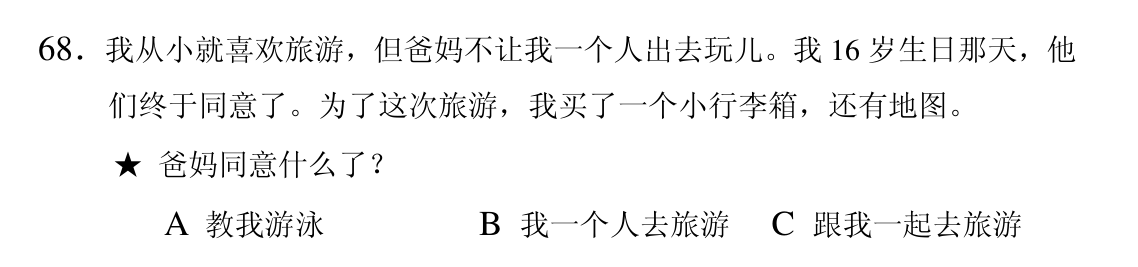 68．我从小就喜欢旅游，但爸妈不让我一个人出去玩儿。我 16 岁生日那天，他
们终于同意了。为了这次旅游，我买了一个小行李箱，还有地图。
★ 爸妈同意什么了？
A 教我游泳 B 我一个人去旅游 C 跟我一起去旅游